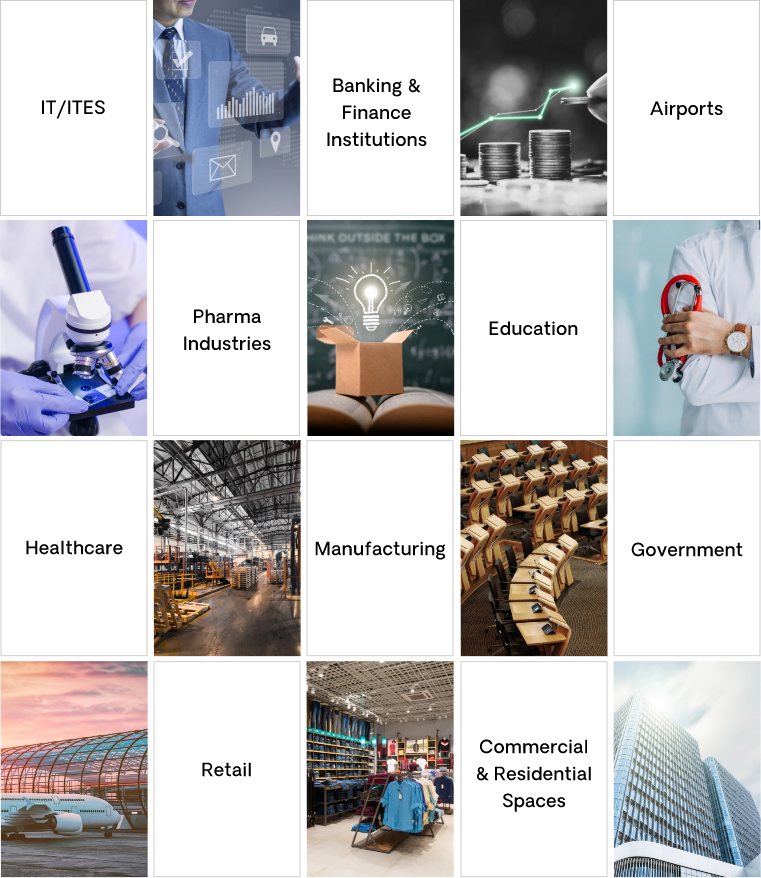 IT/ITES
Banking &
Finance
Institutions
Airports
Pharma
Industries
HINK OUTSIDE THE BOX
Education
Healthcare
Manufacturing
Government
Retail
Commercial
& Residential
Spaces